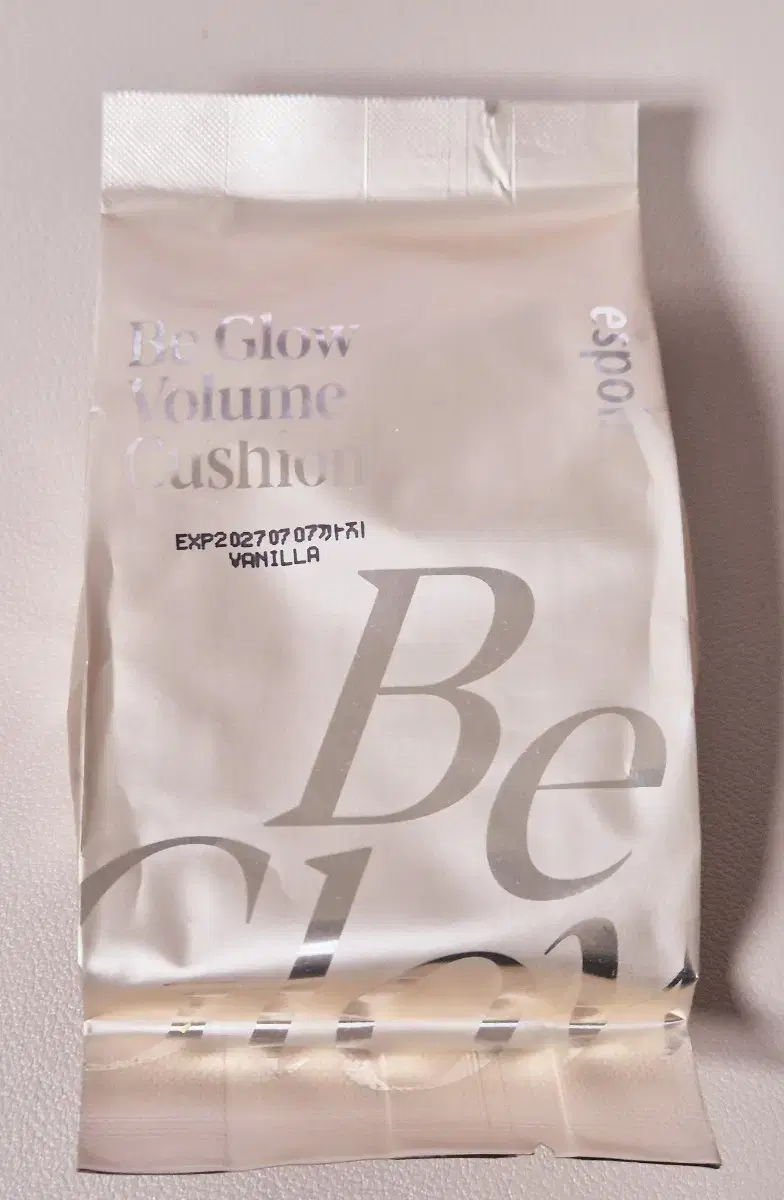 Be Glow
Volume
Cushion
EXP20270707까지
VANILLA
Be
Glow